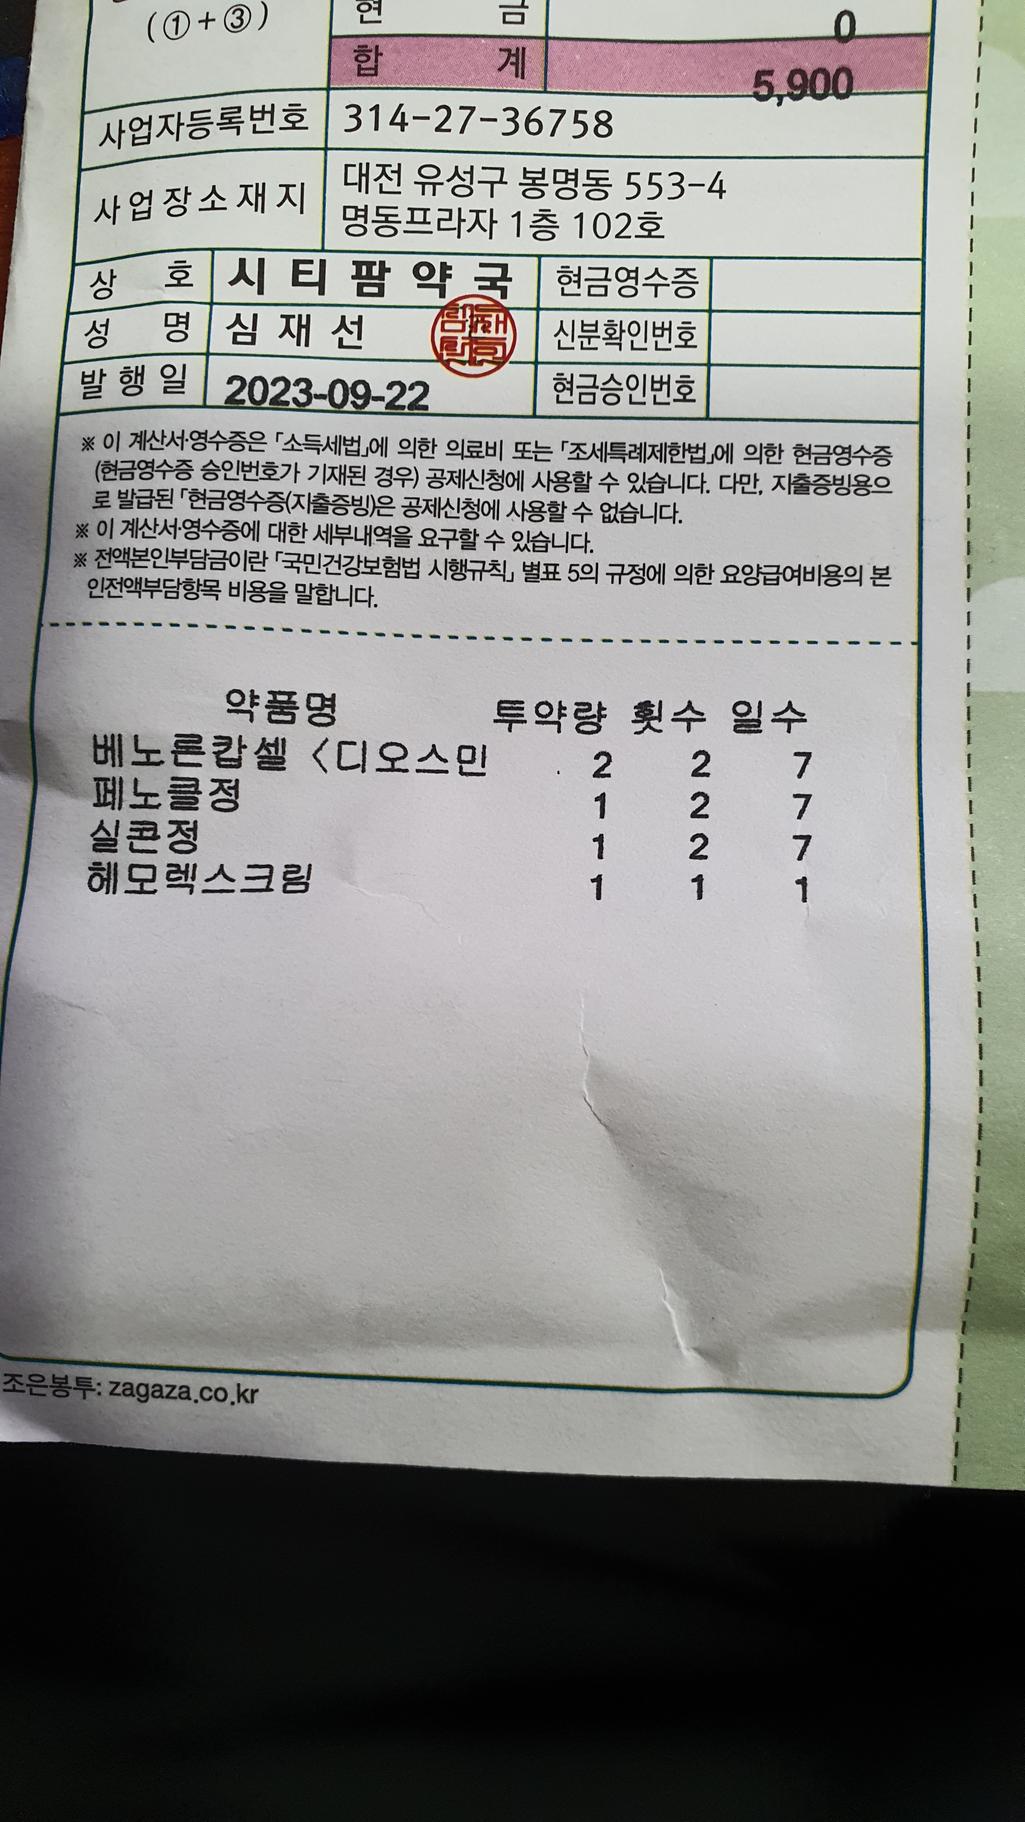 (①+③)
현 금 0
합 계 5,900
사업자등록번호 314-27-36758
사업장소재지 대전 유성구 봉명동 553-4
명동프라자 1층 102호
상 호 시티팜약국 현금영수증
성 명 심재선 신분확인번호
발행일 2023-09-22 현금승인번호
※ 이 계산서·영수증은 「소득세법」에 의한 의료비 또는 「조세특례제한법」에 의한 현금영수증
(현금영수증 승인번호가 기재된 경우) 공제신청에 사용할 수 있습니다. 다만, 지출증빙용으
로 발급된 「현금영수증(지출증빙)은 공제신청에 사용할 수 없습니다.
※ 이 계산서·영수증에 대한 세부내역을 요구할 수 있습니다.
※ 전액본인부담금이란 「국민건강보험법 시행규칙」 별표 5의 규정에 의한 요양급여비용의 본
인전액부담항목 비용을 말합니다.
약품명 투약량 횟수 일수
베노론캅셀 <디오스민 2 2 7
페노클정 1 2 7
실콘정 1 2 7
헤모렉스크림 1 1 1
조은봉투: zagaza.co.kr